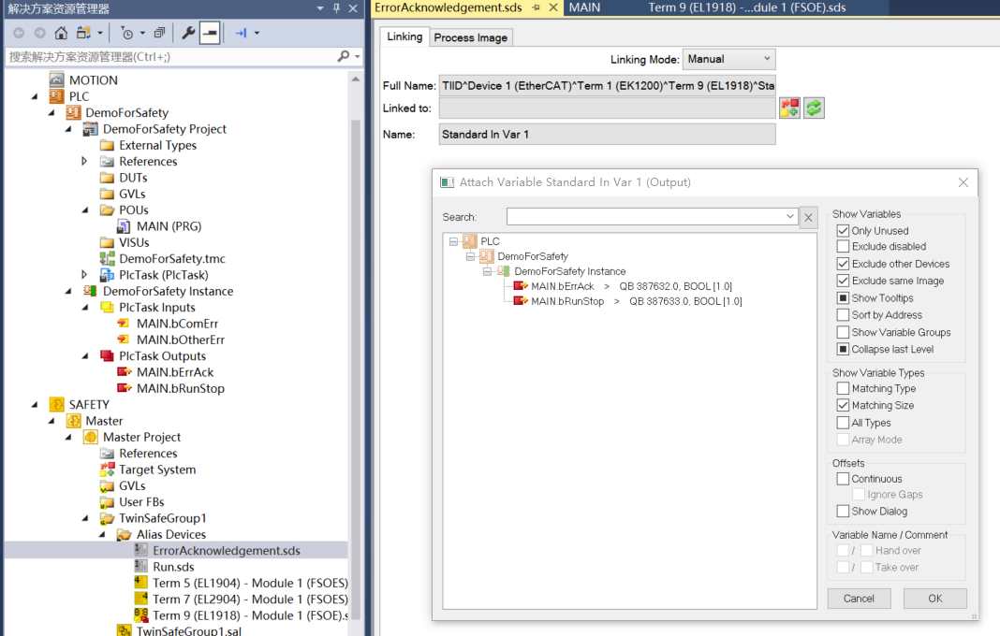 解决方案资源管理器
搜索解决方案资源管理器(Ctrl+;)
MOTION
PLC
DemoForSafety
DemoForSafety Project
External Types
References
DUTs
GVLs
POUs
MAIN (PRG)
VISUs
DemoForSafety.tmc
PlcTask (PlcTask)
DemoForSafety Instance
PlcTask Inputs
MAIN.bComErr
MAIN.bOtherErr
PlcTask Outputs
MAIN.bErrAck
MAIN.bRunStop
SAFETY
Master
Master Project
References
Target System
GVLs
User FBs
TwinSafeGroup1
Alias Devices
ErrorAcknowledgement.sds
Run.sds
Term 5 (EL1904) - Module 1 (FSOES)
Term 7 (EL2904) - Module 1 (FSOES)
Term 9 (EL1918) - Module 1 (FSOE).s
TwinSafeGroup1.sal
ErrorAcknowledgement.sds
MAIN
Term 9 (EL1918) -...dule 1 (FSOE).sds
Linking
Process Image
Linking Mode: Manual
Full Name: TIID^Device 1 (EtherCAT)^Term 1 (EK1200)^Term 9 (EL1918)^Sta
Linked to:
Name: Standard In Var 1
Attach Variable Standard In Var 1 (Output)
Search:
PLC
DemoForSafety
DemoForSafety Instance
MAIN.bErrAck > QB 387632.0, BOOL [1.0]
MAIN.bRunStop > QB 387633.0, BOOL [1.0]
Show Variables
Only Unused
Exclude disabled
Exclude other Devices
Exclude same Image
Show Tooltips
Sort by Address
Show Variable Groups
Collapse last Level
Show Variable Types
Matching Type
Matching Size
All Types
Array Mode
Offsets
Continuous
Ignore Gaps
Show Dialog
Variable Name / Comment
/ Hand over
/ Take over
Cancel
OK